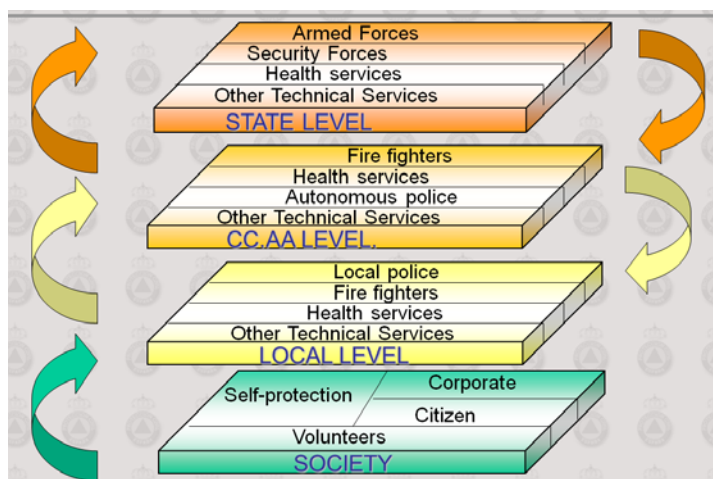 Armed Forces
Security Forces
Health services
Other Technical Services
STATE LEVEL
Fire fighters
Health services
Autonomous police
Other Technical Services
CC.AA LEVEL.
Local police
Fire fighters
Health services
Other Technical Services
LOCAL LEVEL
Self-protection
Corporate
Citizen
Volunteers
SOCIETY